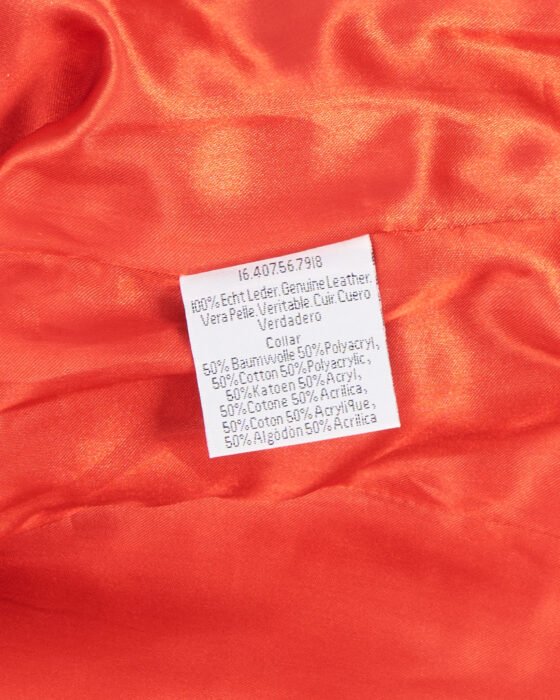 16.407.56.7918
100% Echt Leder. Genuine Leather.
Vera Pelle. Veritable. Cuir. Cuero
Verdadero
Collar
50% Baumwolle 50% Polyacryl,
50% Cotton 50% Polyacrylic,
50% Katoen 50% Acryl,
50% Cotone 50% Acrilica,
50% Coton 50% Acrylique,
50% Algodon 50% Acrilica